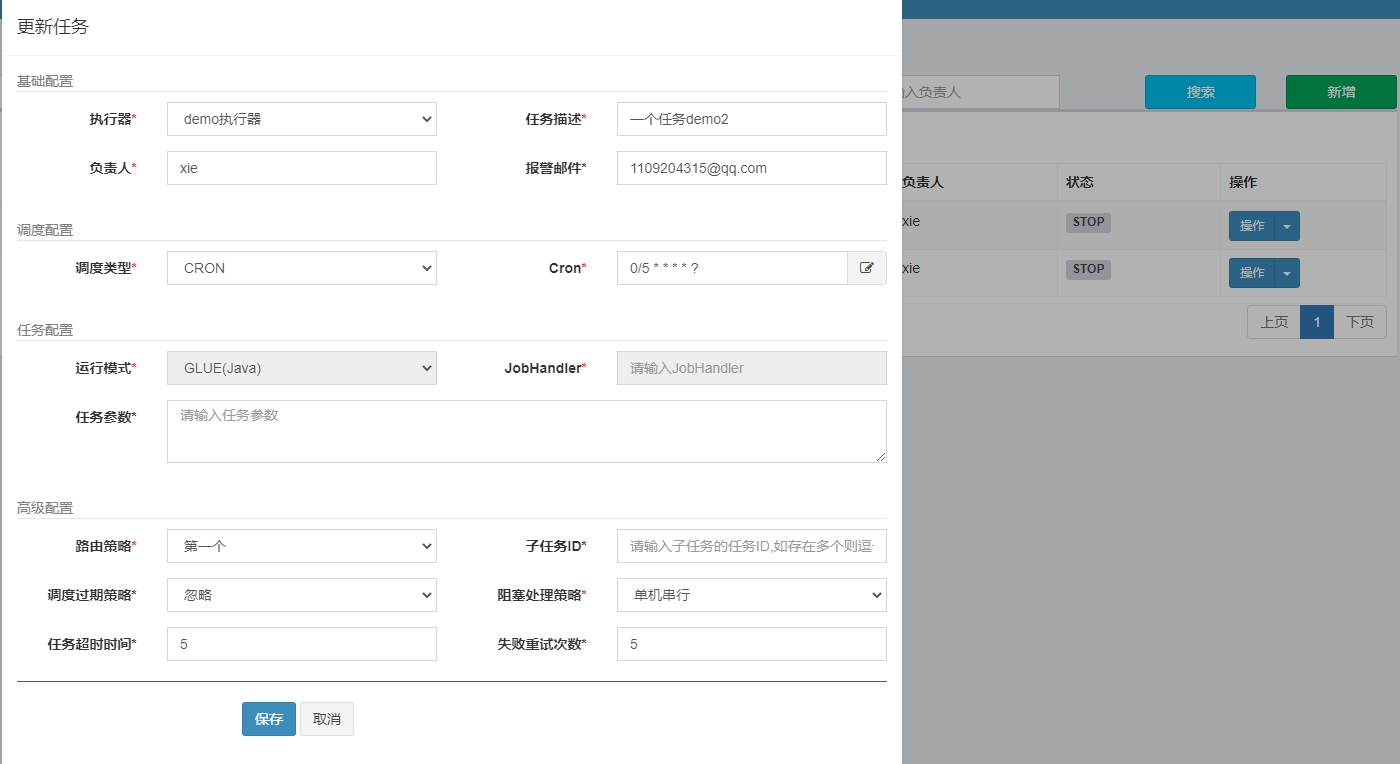 更新任务
基础配置
执行器* demo执行器 任务描述* 一个任务demo2
负责人* xie 报警邮件* 1109204315@qq.com
调度配置
调度类型* CRON Cron* 0/5 * * * * ?
任务配置
运行模式* GLUE(Java) JobHandler* 请输入JobHandler
任务参数* 请输入任务参数
高级配置
路由策略* 第一个 子任务ID* 请输入子任务的任务ID,如存在多个则逗
调度过期策略* 忽略 阻塞处理策略* 单机串行
任务超时时间* 5 失败重试次数* 5
保存 取消
入负责人 搜索 新增
负责人 状态 操作
xie STOP 操作
xie STOP 操作
上页 1 下页